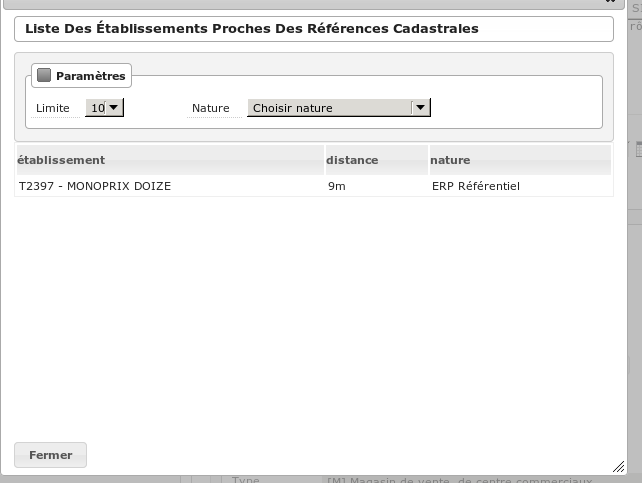 Liste Des Établissements Proches Des Références Cadastrales
Paramètres
Limite 10 Nature Choisir nature
établissement distance nature
T2397 - MONOPRIX DOIZE 9m ERP Référentiel
Fermer
Type [M] Magasin de vente, de centre commerciaux